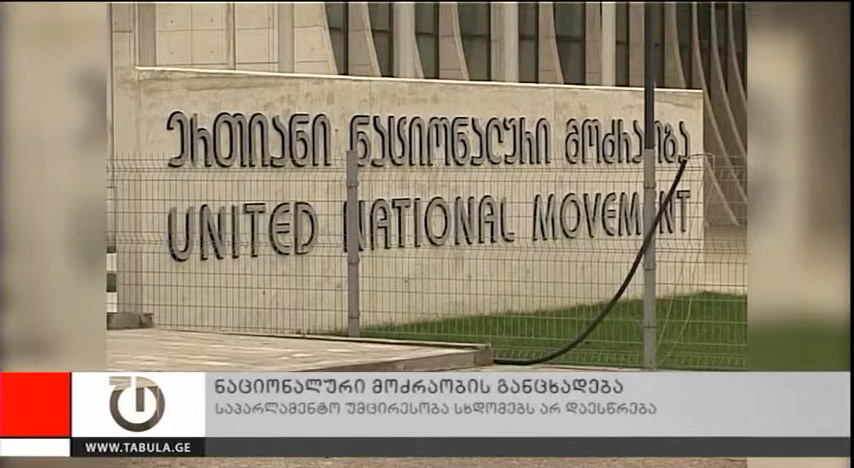 ერთიანი ნაციონალური მოძრაობა
UNITED NATIONAL MOVEMENT
ნაციონალური მოძრაობის განცხადება
საპარლამენტო უმცირესობა სხდომებს არ დაესწრება
WWW.TABULA.GE